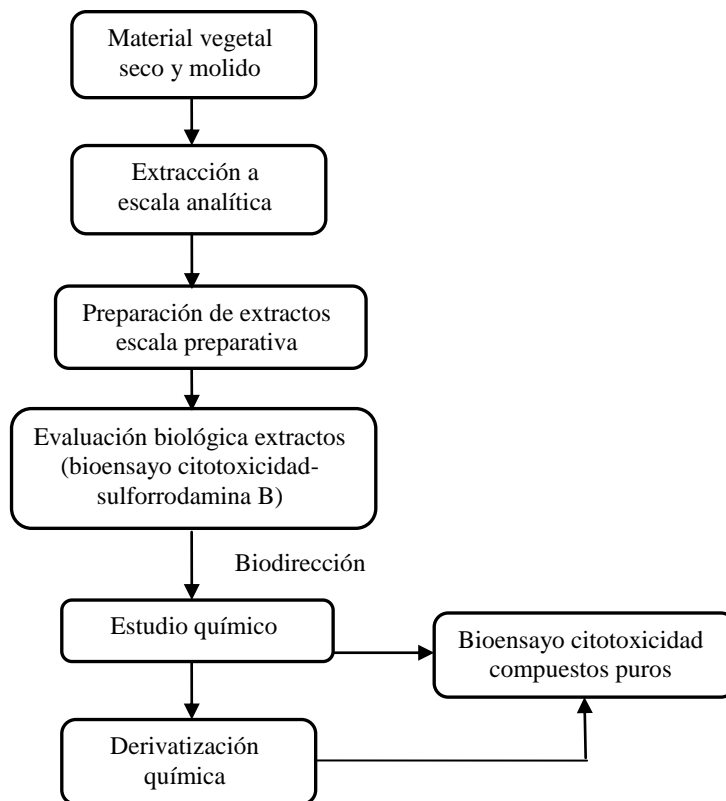 Material vegetal
seco y molido
Extracción a
escala analítica
Preparación de extractos
escala preparativa
Evaluación biológica extractos
(bioensayo citotoxicidad-
sulforrodamina B)
Biodirección
Estudio químico
Bioensayo citotoxicidad
compuestos puros
Derivatización
química